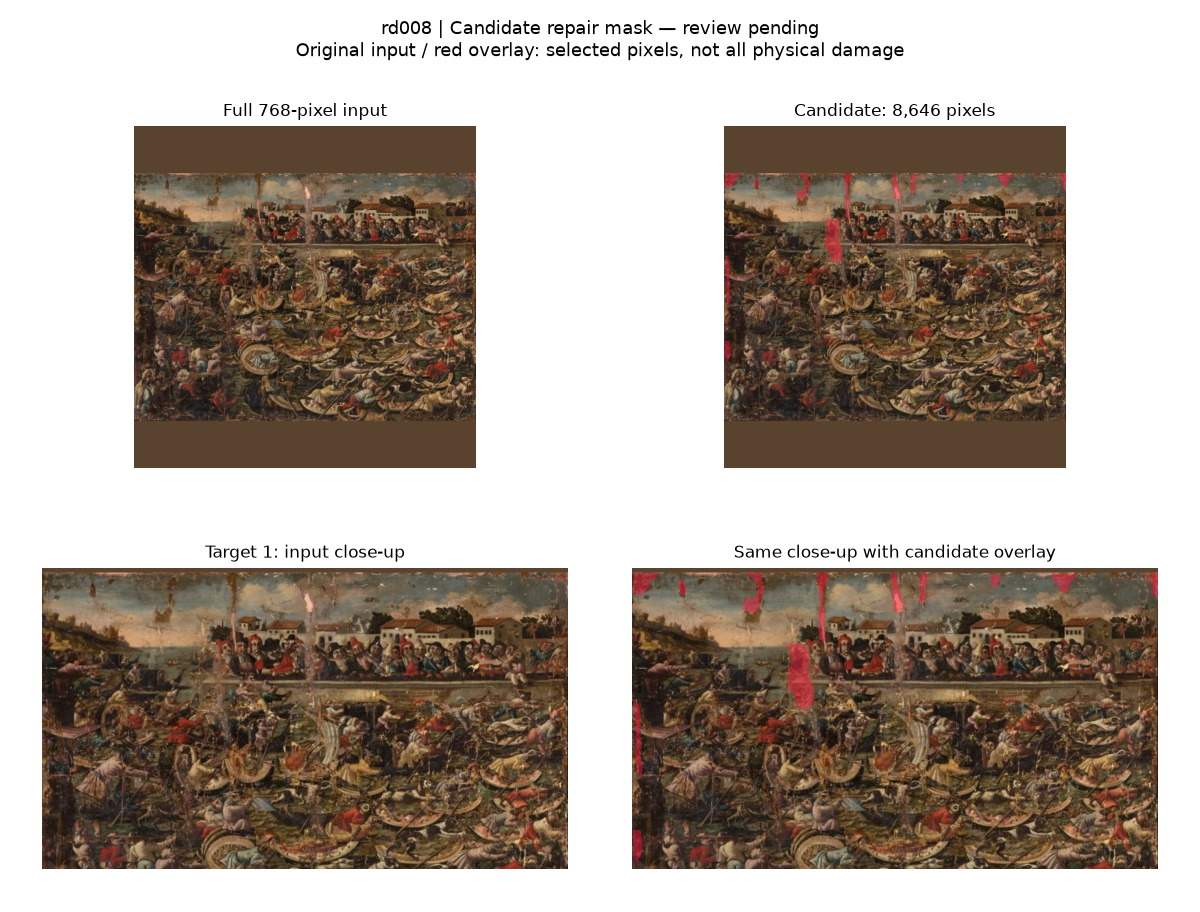 rd008 | Candidate repair mask — review pending
Original input / red overlay: selected pixels, not all physical damage
Full 768-pixel input
Candidate: 8,646 pixels
Target 1: input close-up
Same close-up with candidate overlay